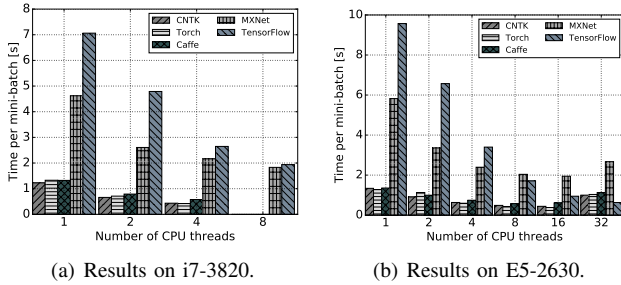 Time per mini-batch [s]
8
7
6
5
4
3
2
1
0
CNTK
Torch
Caffe
MXNet
TensorFlow
1 2 4 8
Number of CPU threads
(a) Results on i7-3820.
Time per mini-batch [s]
10
8
6
4
2
0
CNTK
Torch
Caffe
MXNet
TensorFlow
1 2 4 8 16 32
Number of CPU threads
(b) Results on E5-2630.